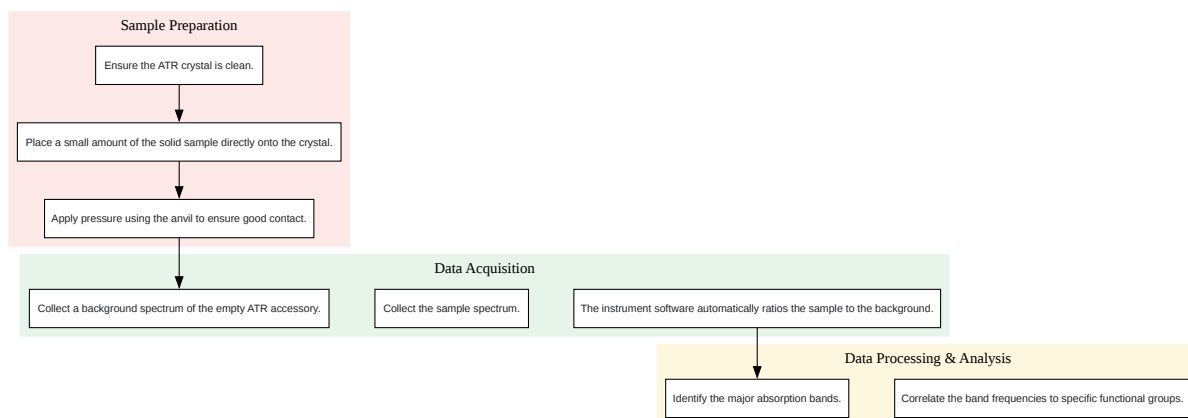 Sample Preparation
Ensure the ATR crystal is clean.
Place a small amount of the solid sample directly onto the crystal.
Apply pressure using the anvil to ensure good contact.
Data Acquisition
Collect a background spectrum of the empty ATR accessory.
Collect the sample spectrum.
The instrument software automatically ratios the sample to the background.
Data Processing & Analysis
Identify the major absorption bands.
Correlate the band frequencies to specific functional groups.